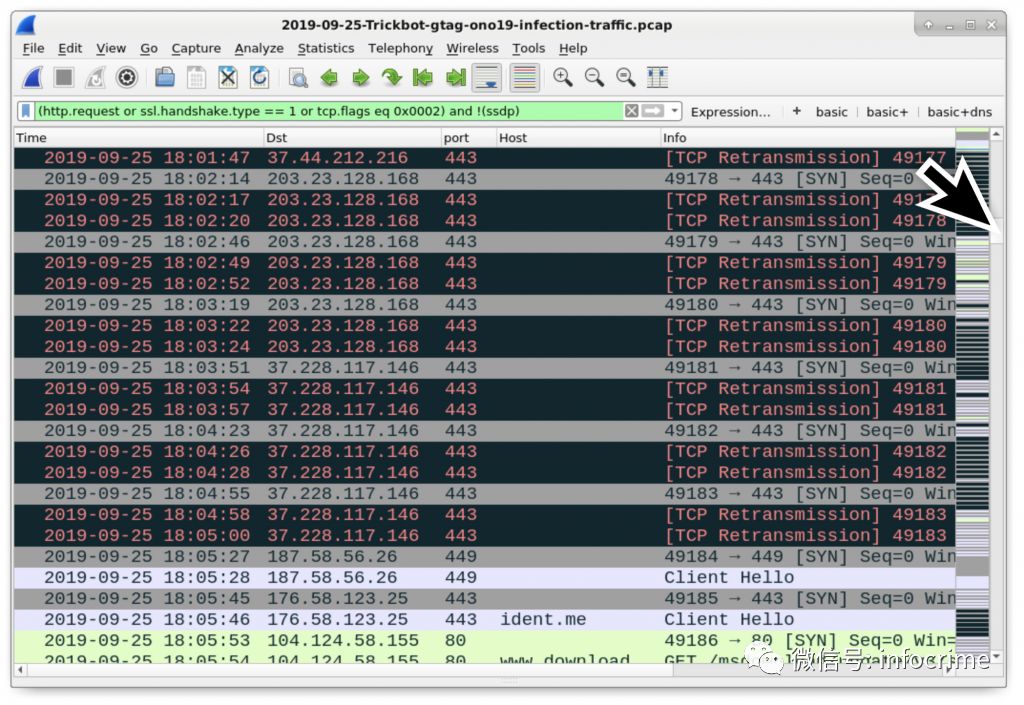 2019-09-25-Trickbot-gtag-ono19-infection-traffic.pcap
File Edit View Go Capture Analyze Statistics Telephony Wireless Tools Help
(http.request or ssl.handshake.type == 1 or tcp.flags eq 0x0002) and !(ssdp) Expression... + basic basic+ basic+dns
Time Dst port Host Info
2019-09-25 18:01:47 37.44.212.216 443 [TCP Retransmission] 49177
2019-09-25 18:02:14 203.23.128.168 443 49178 → 443 [SYN] Seq=0
2019-09-25 18:02:17 203.23.128.168 443 [TCP Retransmission]
2019-09-25 18:02:20 203.23.128.168 443 [TCP Retransmission] 49178
2019-09-25 18:02:46 203.23.128.168 443 49179 → 443 [SYN] Seq=0 Win
2019-09-25 18:02:49 203.23.128.168 443 [TCP Retransmission] 49179
2019-09-25 18:02:52 203.23.128.168 443 [TCP Retransmission] 49179
2019-09-25 18:03:19 203.23.128.168 443 49180 → 443 [SYN] Seq=0 Win
2019-09-25 18:03:22 203.23.128.168 443 [TCP Retransmission] 49180
2019-09-25 18:03:24 203.23.128.168 443 [TCP Retransmission] 49180
2019-09-25 18:03:51 37.228.117.146 443 49181 → 443 [SYN] Seq=0 Win
2019-09-25 18:03:54 37.228.117.146 443 [TCP Retransmission] 49181
2019-09-25 18:03:57 37.228.117.146 443 [TCP Retransmission] 49181
2019-09-25 18:04:23 37.228.117.146 443 49182 → 443 [SYN] Seq=0 Win
2019-09-25 18:04:26 37.228.117.146 443 [TCP Retransmission] 49182
2019-09-25 18:04:28 37.228.117.146 443 [TCP Retransmission] 49182
2019-09-25 18:04:55 37.228.117.146 443 49183 → 443 [SYN] Seq=0 Win
2019-09-25 18:04:58 37.228.117.146 443 [TCP Retransmission] 49183
2019-09-25 18:05:00 37.228.117.146 443 [TCP Retransmission] 49183
2019-09-25 18:05:27 187.58.56.26 449 49184 → 449 [SYN] Seq=0 Win
2019-09-25 18:05:28 187.58.56.26 449 Client Hello
2019-09-25 18:05:45 176.58.123.25 443 49185 → 443 [SYN] Seq=0 Win
2019-09-25 18:05:46 176.58.123.25 443 ident.me Client Hello
2019-09-25 18:05:53 104.124.58.155 80 49186 → 80 [SYN] Seq=0 Win=
2019-09-25 18:05:54 104.124.58.155 80 www.download. GET
微信号: infocrime